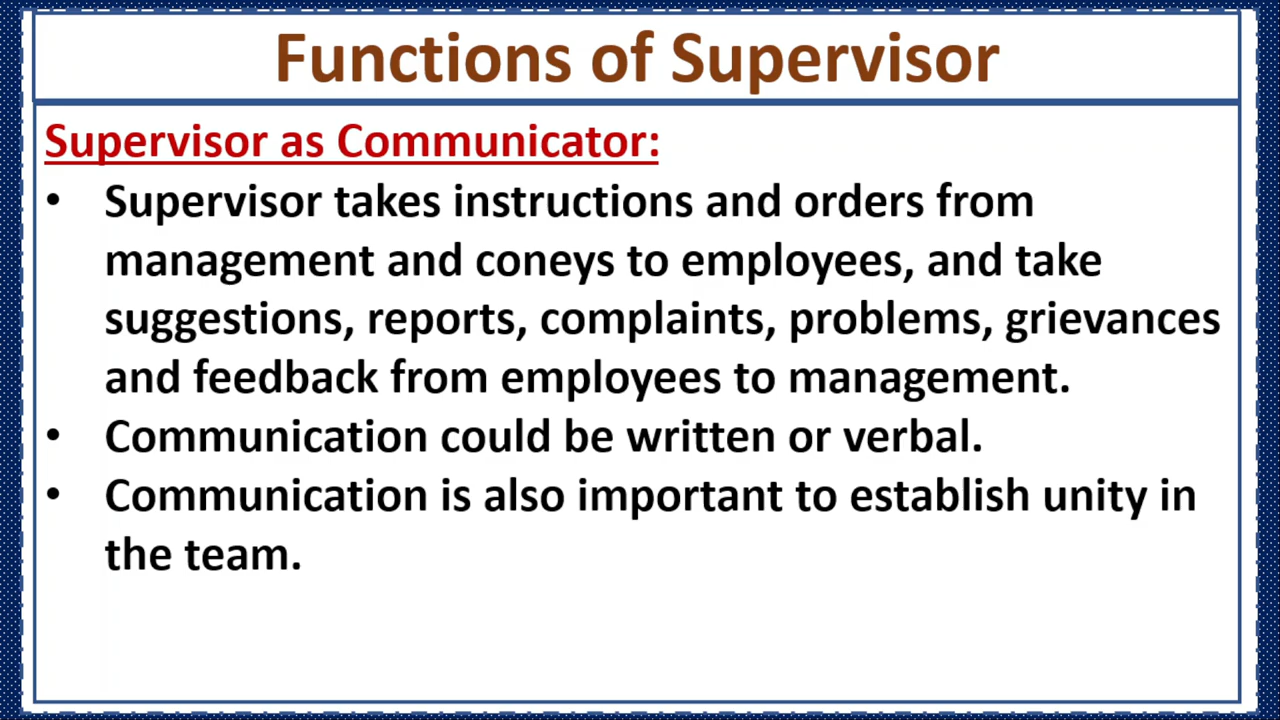 Functions of Supervisor
Supervisor as Communicator:
• Supervisor takes instructions and orders from
management and coneys to employees, and take
suggestions, reports, complaints, problems, grievances
and feedback from employees to management.
• Communication could be written or verbal.
• Communication is also important to establish unity in
the team.